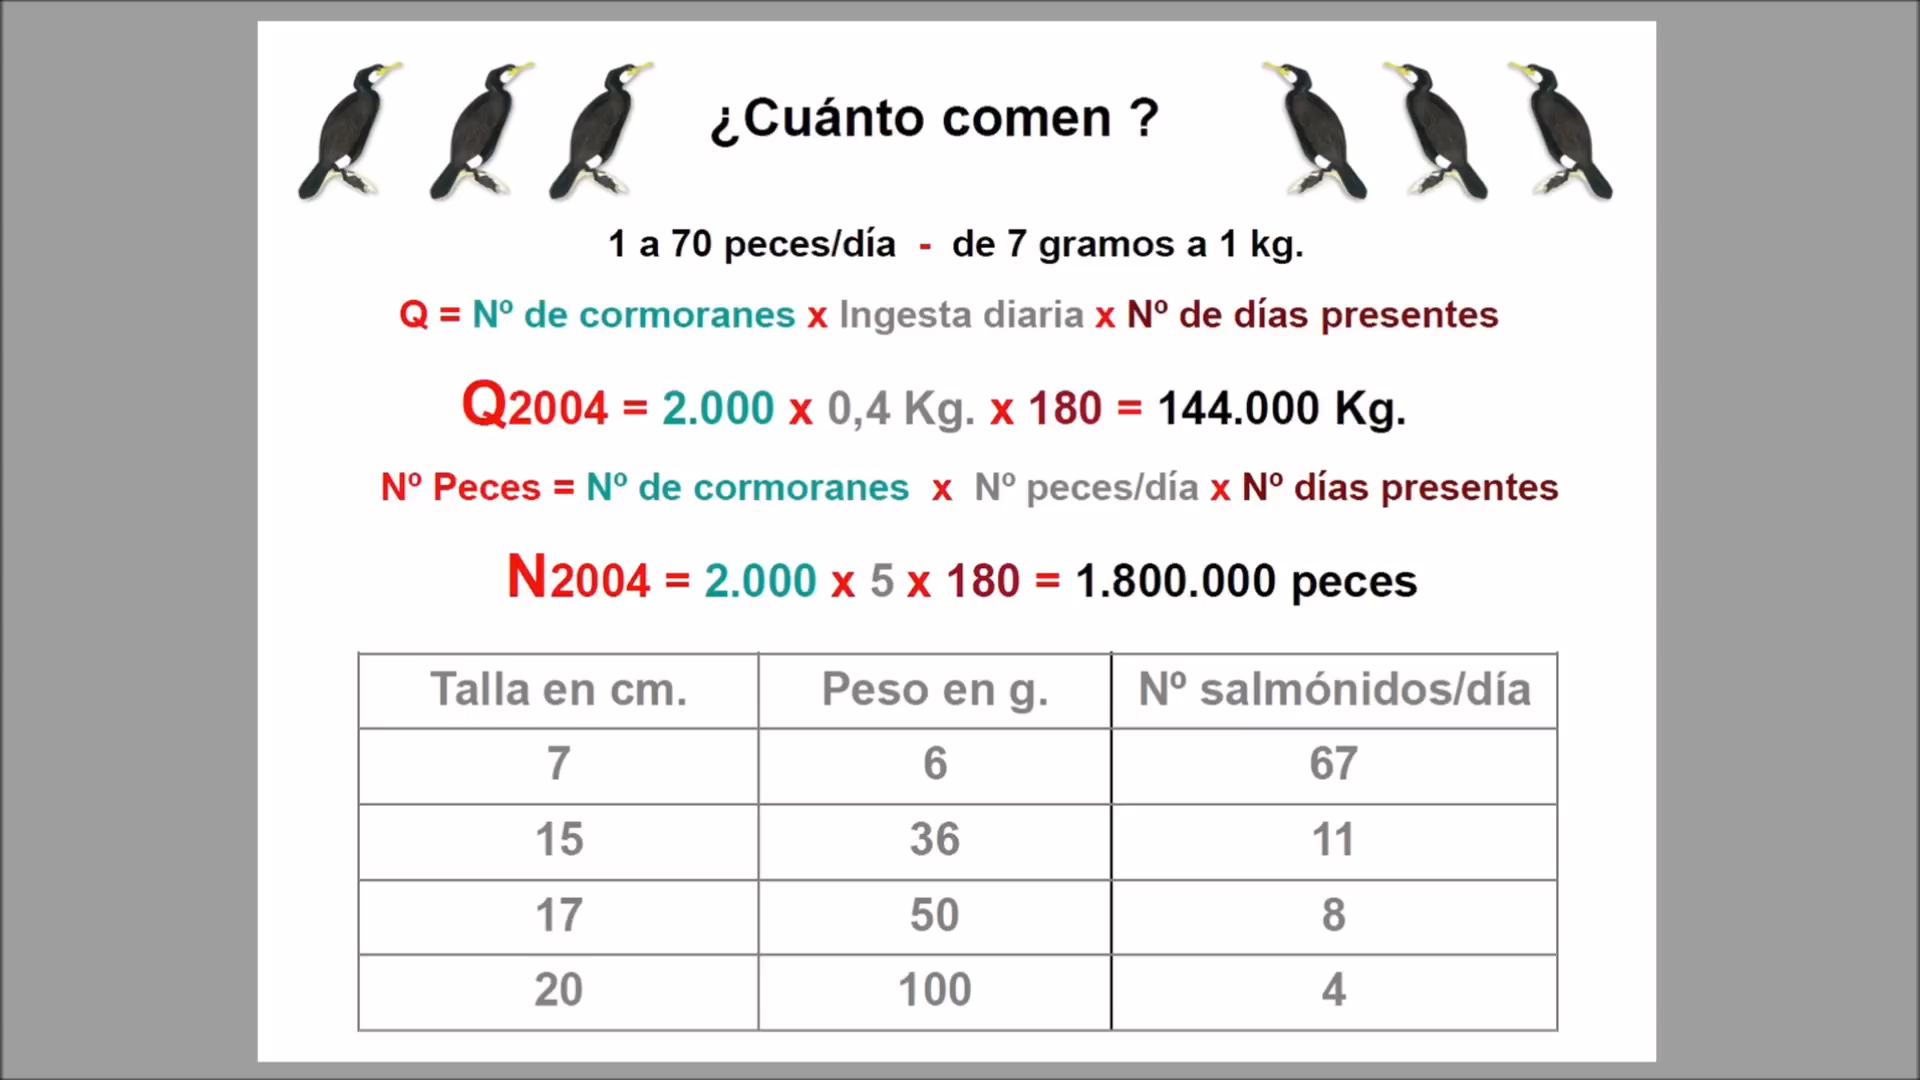 ¿Cuánto comen ?
1 a 70 peces/día - de 7 gramos a 1 kg.
Q = Nº de cormoranes x Ingesta diaria x Nº de días presentes
Q2004 = 2.000 x 0,4 Kg. x 180 = 144.000 Kg.
Nº Peces = Nº de cormoranes x Nº peces/día x Nº días presentes
N2004 = 2.000 x 5 x 180 = 1.800.000 peces
Talla en cm. Peso en g. Nº salmónidos/día
7 6 67
15 36 11
17 50 8
20 100 4